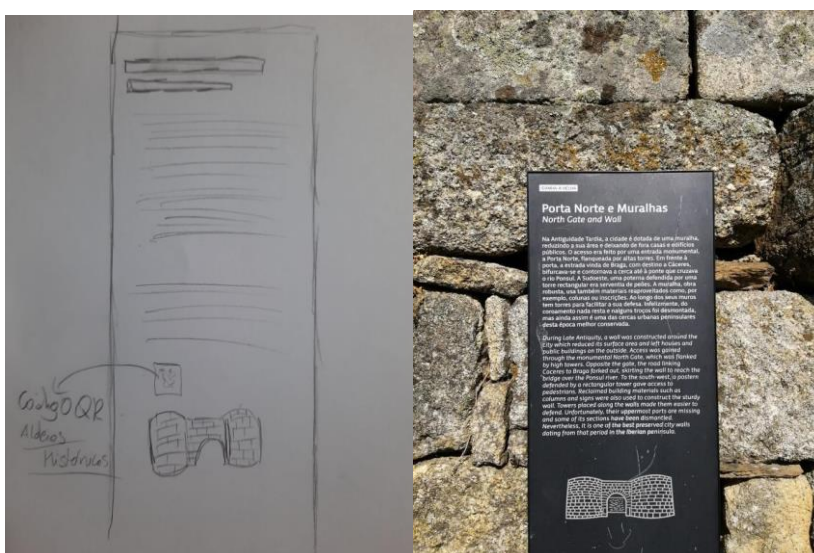 Codigo QR
Aldeias
Históricas
Porta Norte e Muralhas
North Gate and Wall
Na Antiguidade Tardia, a cidade é dotada de uma muralha,
reduzindo a sua área e deixando de fora casas e edifícios
públicos. O acesso era feito por uma entrada monumental,
a Porta Norte, flanqueada por altas torres. Em frente à
porta, a estrada vinda de Braga, com destino a Cáceres,
bifurcava-se e contornava a cerca até à ponte que cruzava
o rio Ponsul. A Sudoeste, uma poterna defendida por uma
torre rectangular era serventia de peões. A muralha, obra
robusta, usa também materiais reaproveitados como, por
exemplo, colunas ou inscrições. Ao longo dos seus muros
tem torres para facilitar a sua defesa. Infelizmente, do
coroamento nada resta e nalguns troços foi desmontada,
mas ainda assim é uma das cercas urbanas peninsulares
desta época melhor conservada.
During Late Antiquity, a wall was constructed around the
City which reduced its surface area and left houses and
public buildings on the outside. Access was gained
through the monumental North Gate, which was flanked
by high towers. Opposite the gate, the road linking
Caceres to Braga forked out, skirting the wall to reach the
bridge over the Ponsul river. To the south-west, a postern
defended by a rectangular tower gave access to
pedestrians. Reclaimed building materials such as
columns and signs were also used to construct the
wall. Towers placed along the walls made them easier to
defend. Unfortunately, their uppermost parts are missing
and some of its sections have been dismantled.
Nevertheless, it is one of the best preserved city walls
dating from that period in the Iberian peninsula.